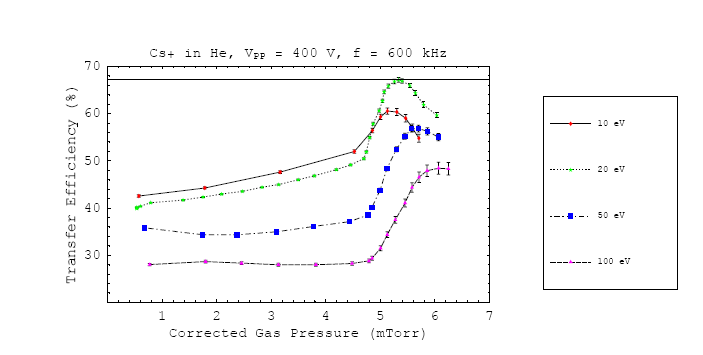 Cs+ in He, VPP = 400 V, f = 600 kHz
Transfer Efficiency (%)
70
60
50
40
30
1 2 3 4 5 6 7
Corrected Gas Pressure (mTorr)
10 eV
20 eV
50 eV
100 eV